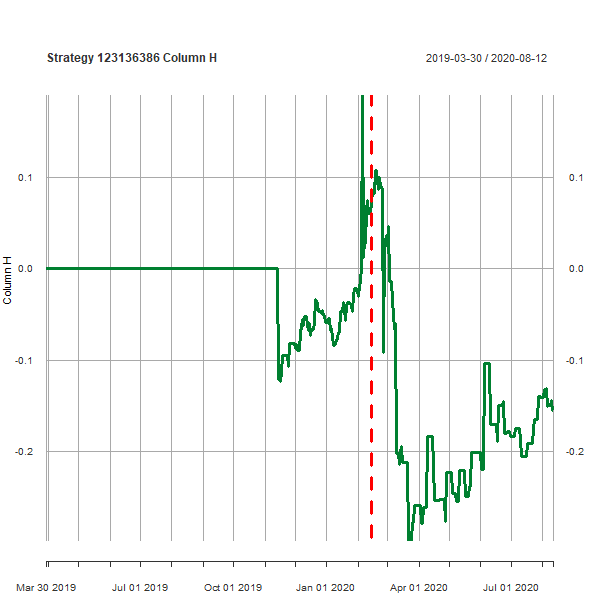 Strategy 123136386 Column H
2019-03-30 / 2020-08-12
0.1
0.1
0.0
0.0
-0.1
-0.1
-0.2
-0.2
Column H
Mar 30 2019
Jul 01 2019
Oct 01 2019
Jan 01 2020
Apr 01 2020
Jul 01 2020